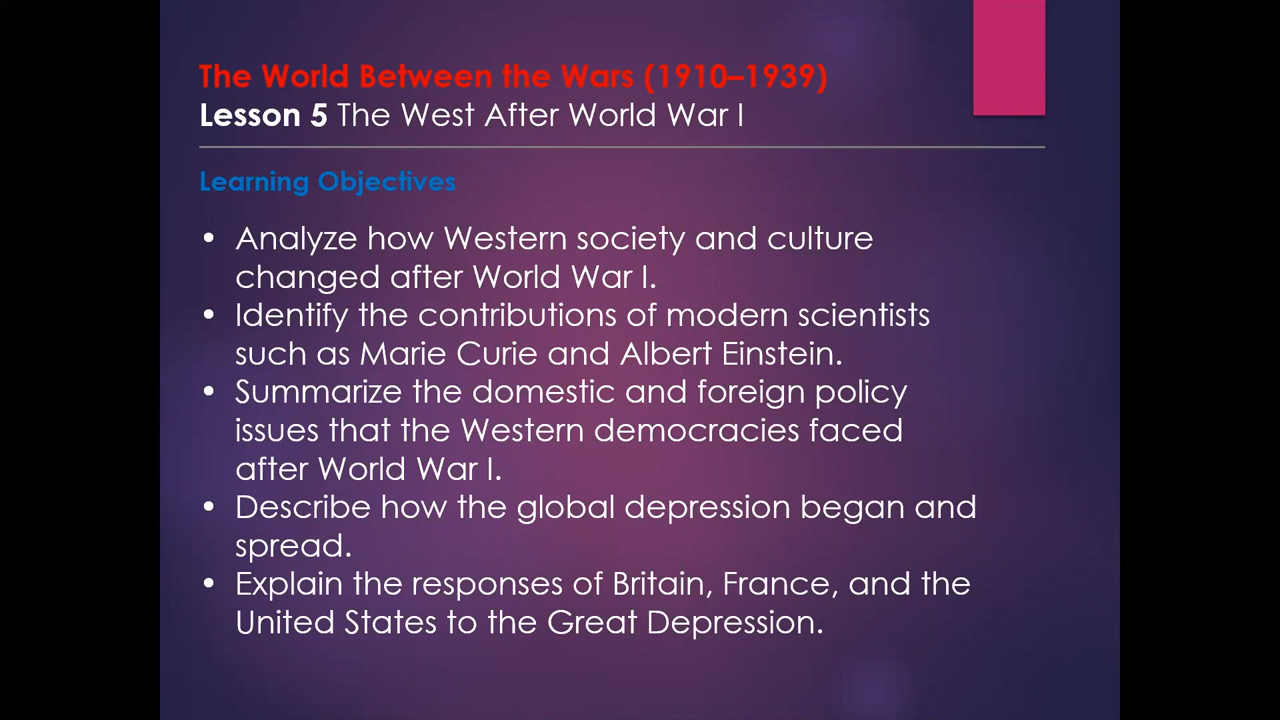 The World Between the Wars (1910–1939)
Lesson 5 The West After World War I
Learning Objectives
• Analyze how Western society and culture
changed after World War I.
• Identify the contributions of modern scientists
such as Marie Curie and Albert Einstein.
• Summarize the domestic and foreign policy
issues that the Western democracies faced
after World War I.
• Describe how the global depression began and
spread.
• Explain the responses of Britain, France, and the
United States to the Great Depression.